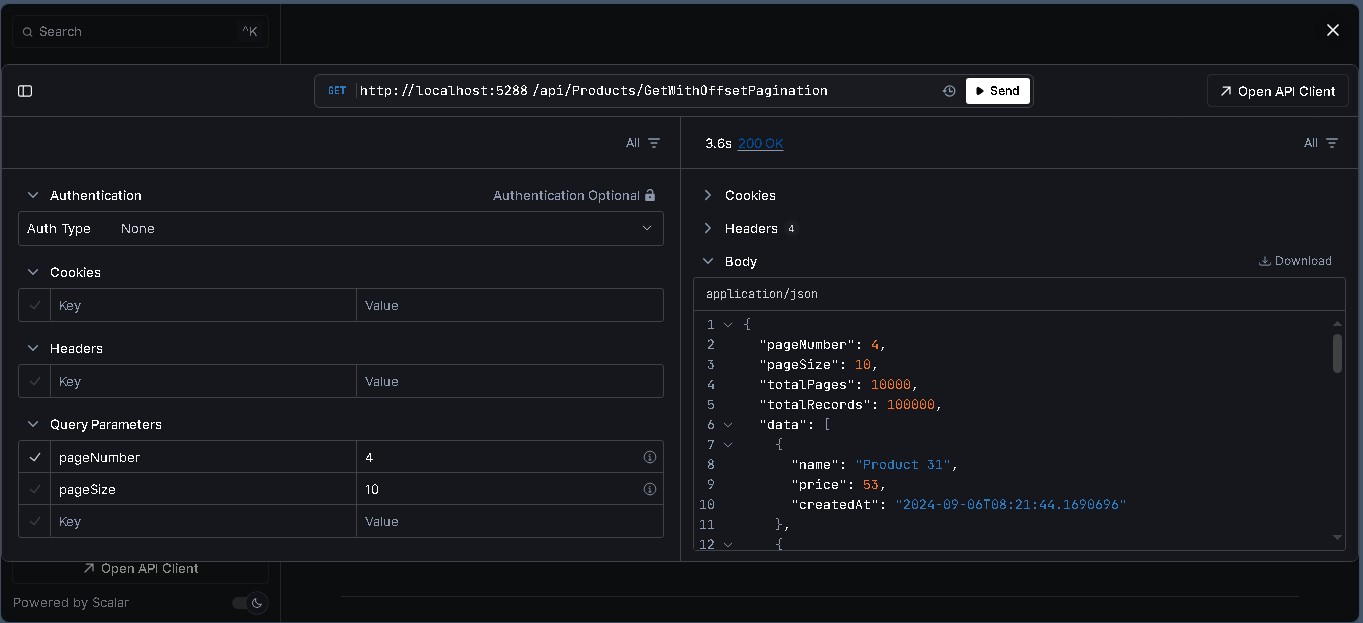 Search ^K
GET http://localhost:5288 /api/Products/GetWithOffsetPagination Send
Open API Client
All
Authentication Authentication Optional
Auth Type None
Cookies
Key Value
Headers
Key Value
Query Parameters
pageNumber 4
pageSize 10
Key Value
3.6s 200 OK All
Cookies
Headers 4
Body Download
application/json
1 {
2 "pageNumber": 4,
3 "pageSize": 10,
4 "totalPages": 10000,
5 "totalRecords": 100000,
6 "data": [
7 {
8 "name": "Product 31",
9 "price": 53,
10 "createdAt": "2024-09-06T08:21:44.1690696"
11 },
12 {
Open API Client
Powered by Scalar